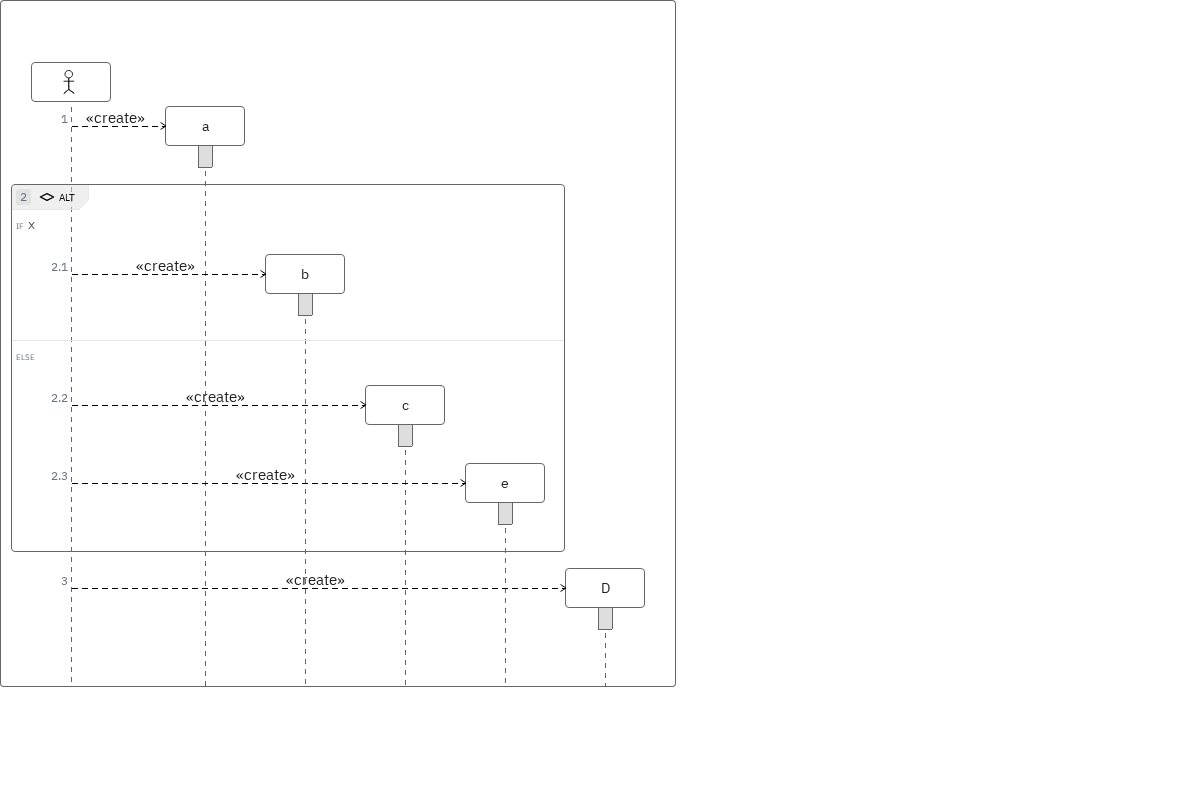 1 «create» a
2 ALT
IF X
2.1 «create» b
ELSE
2.2 «create» c
2.3 «create» e
3 «create» D